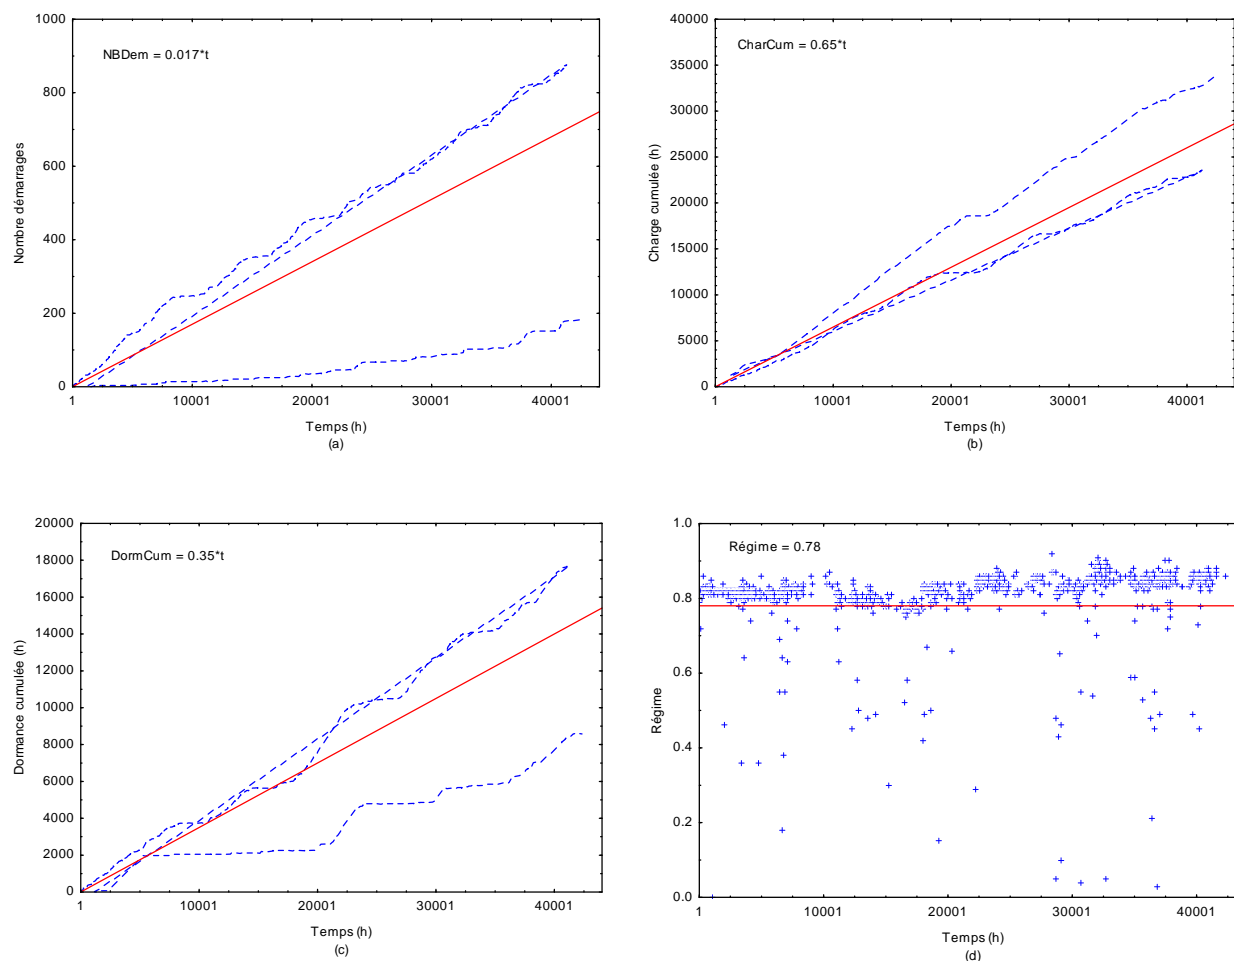 1000
800
600
400
200
0
NBDem = 0.017*t
Nombre démarrages
1 10001 20001 30001 40001
Temps (h)
(a)
40000
35000
30000
25000
20000
15000
10000
5000
0
CharCum = 0.65*t
Charge cumulée (h)
1 10001 20001 30001 40001
Temps (h)
(b)
20000
18000
16000
14000
12000
10000
8000
6000
4000
2000
0
DormCum = 0.35*t
Dormance cumulée (h)
1 10001 20001 30001 40001
Temps (h)
(c)
1.0
0.8
0.6
0.4
0.2
0.0
Régime = 0.78
Régime
1 10001 20001 30001 40001
Temps (h)
(d)